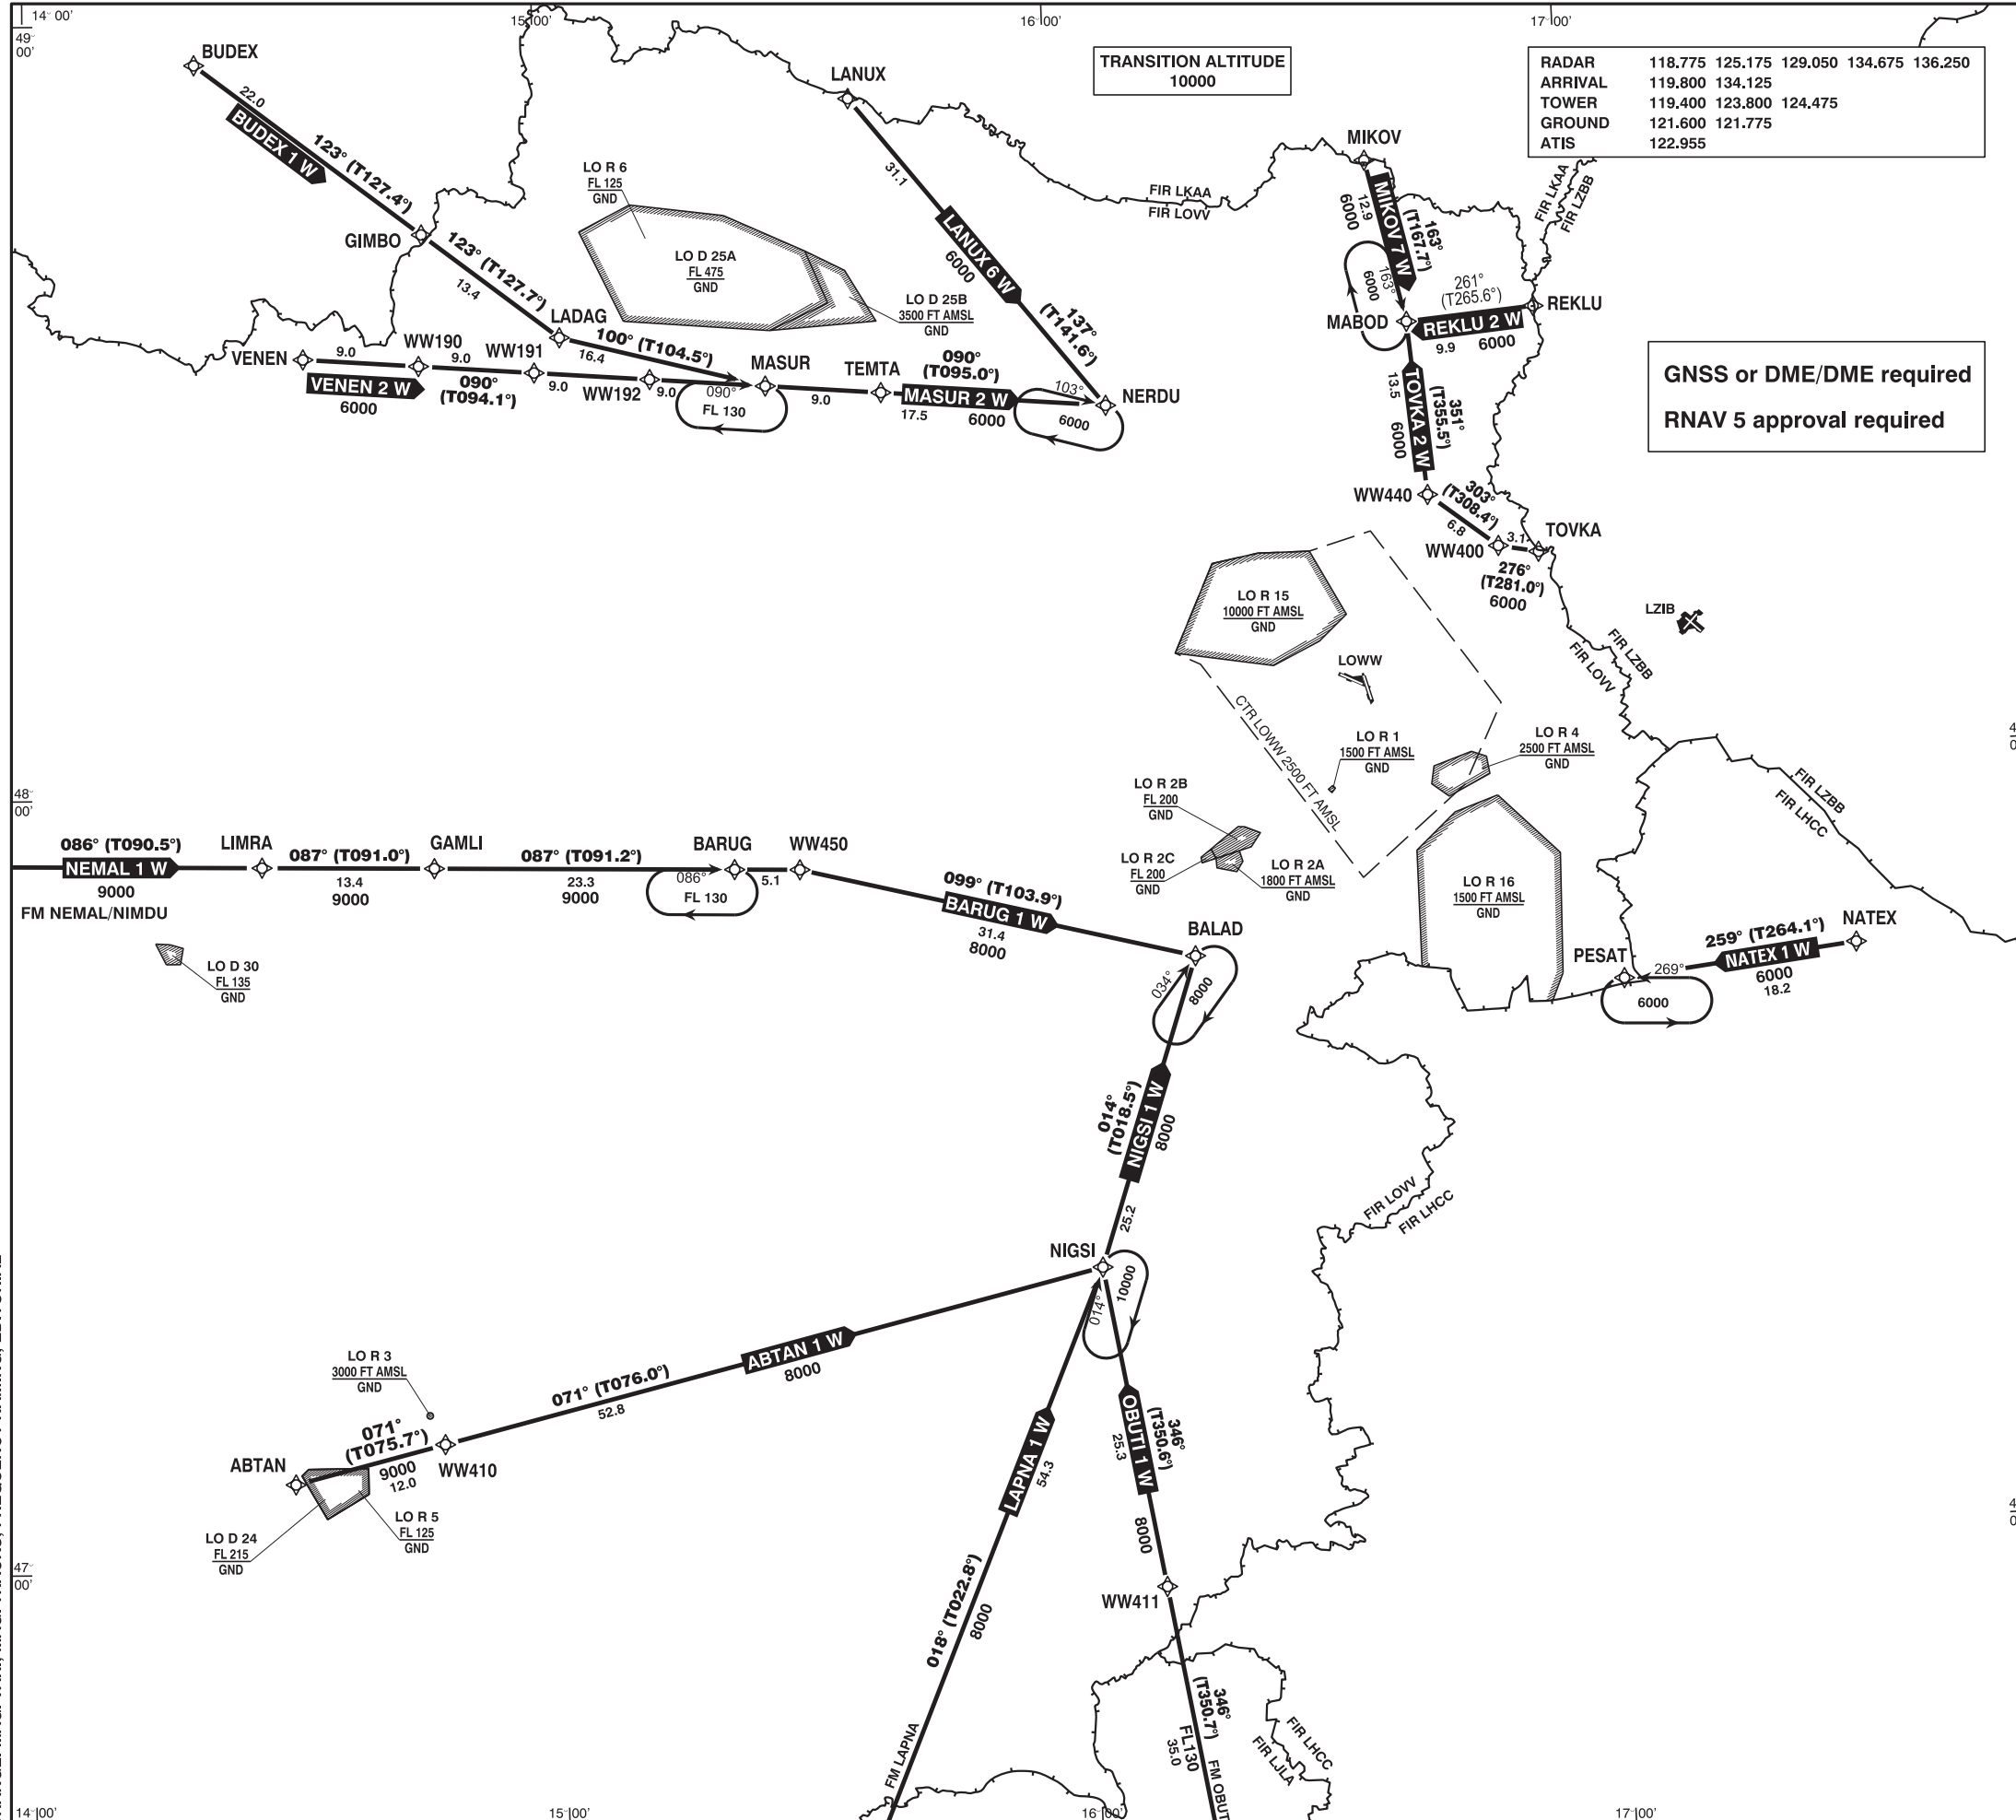 14° 00'
15°00'
16°00'
17°00'
49°
00'
BUDEX
22.0
BUDEX 1 W
123° (T127.4°)
GIMBO
123° (T127.7°)
13.4
LADAG
100° (T104.5°)
16.4
VENEN
9.0
WW190
9.0
WW191
VENEN 2 W
6000
090°
(T094.1°)
9.0
WW192
9.0
090°
FL 130
MASUR
9.0
TEMTA
090°
(T095.0°)
MASUR 2 W
17.5
6000
103°
6000
NERDU
LO R 6
FL 125
GND
LO D 25A
FL 475
GND
LO D 25B
3500 FT AMSL
GND
LANUX
31.1
LANUX 6 W
6000
137°
(T141.6°)
TRANSITION ALTITUDE
10000
FIR LKAA
FIR LOVV
MIKOV
MIKOV 7 W
12.9
6000
163°
(T167.7°)
163°
6000
MABOD
261°
(T265.6°)
REKLU
REKLU 2 W
9.9
6000
FIR LKAA
FIR LZBB
TOVKA 2 W
13.5
6000
351°
(T355.5°)
WW440
303°
(T308.4°)
6.8
WW400
3.1
TOVKA
276°
(T281.0°)
6000
RADAR 118.775 125.175 129.050 134.675 136.250
ARRIVAL 119.800 134.125
TOWER 119.400 123.800 124.475
GROUND 121.600 121.775
ATIS 122.955
GNSS or DME/DME required
RNAV 5 approval required
LZIB
FIR LZBB
FIR LOVV
LO R 15
10000 FT AMSL
GND
LOWW
CTR LOWW 2500 FT AMSL
LO R 1
1500 FT AMSL
GND
LO R 4
2500 FT AMSL
GND
LO R 2B
FL 200
GND
LO R 2C
FL 200
GND
LO R 2A
1800 FT AMSL
GND
LO R 16
1500 FT AMSL
GND
FIR LZBB
FIR LHCC
48°
00'
086° (T090.5°)
NEMAL 1 W
9000
FM NEMAL/NIMDU
LIMRA
087° (T091.0°)
13.4
9000
GAMLI
087° (T091.2°)
23.3
9000
BARUG
086°
FL 130
5.1
WW450
099° (T103.9°)
BARUG 1 W
31.4
8000
BALAD
034°
8000
LO D 30
FL 135
GND
PESAT
269°
6000
259° (T264.1°)
NATEX 1 W
6000
18.2
NATEX
014°
(T018.5°)
NIGSI 1 W
8000
25.2
NIGSI
10000
014°
FIR LOVV
FIR LHCC
LO R 3
3000 FT AMSL
GND
ABTAN
071°
(T075.7°)
9000
12.0
WW410
071° (T076.0°)
52.8
ABTAN 1 W
8000
LO D 24
FL 215
GND
LO R 5
FL 125
GND
LAPNA 1 W
54.3
018° (T022.8°)
8000
FM LAPNA
OBUTI 1 W
25.3
346°
(T350.6°)
8000
WW411
346°
(T350.7°)
FL130
35.0
FM OBUT
FIR LHCC
FIR LJLA
47°
00'
14°00'
15°00'
16°00'
17°00'